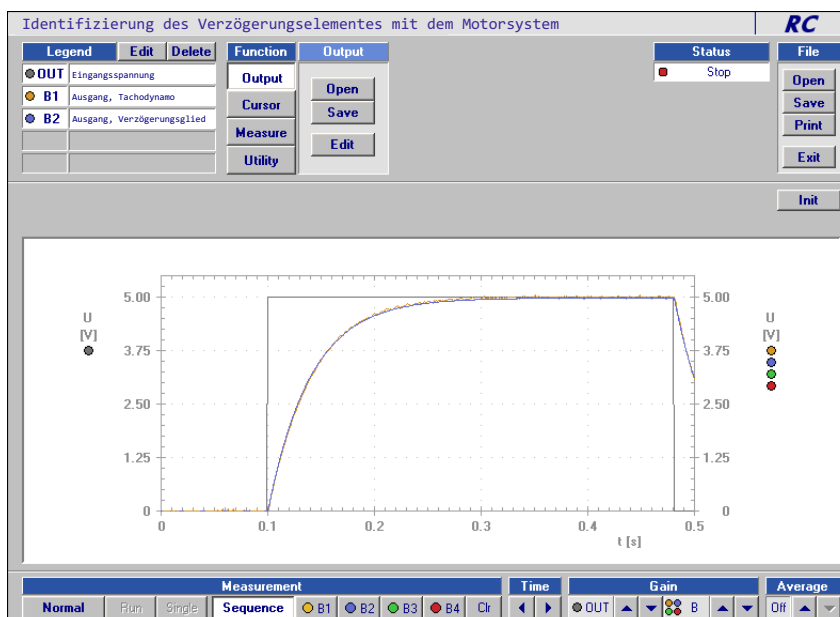 Identifizierung des Verzögerungselementes mit dem Motorsystem RC
Legend Edit Delete Function Output Status File
OUT Eingangsspannung
B1 Ausgang, Tachodynamo
B2 Ausgang, Verzögerungsglied
Output
Cursor
Measure
Utility
Open
Save
Edit
Stop
Open
Save
Print
Exit
Init
U
[V]
5.00
3.75
2.50
1.25
0
5.00
3.75
2.50
1.25
0
U
[V]
0 0.1 0.2 0.3 0.4 0.5
t [s]
Measurement Time Gain Average
Normal Run Single Sequence B1 B2 B3 B4 Clr OUT B Off